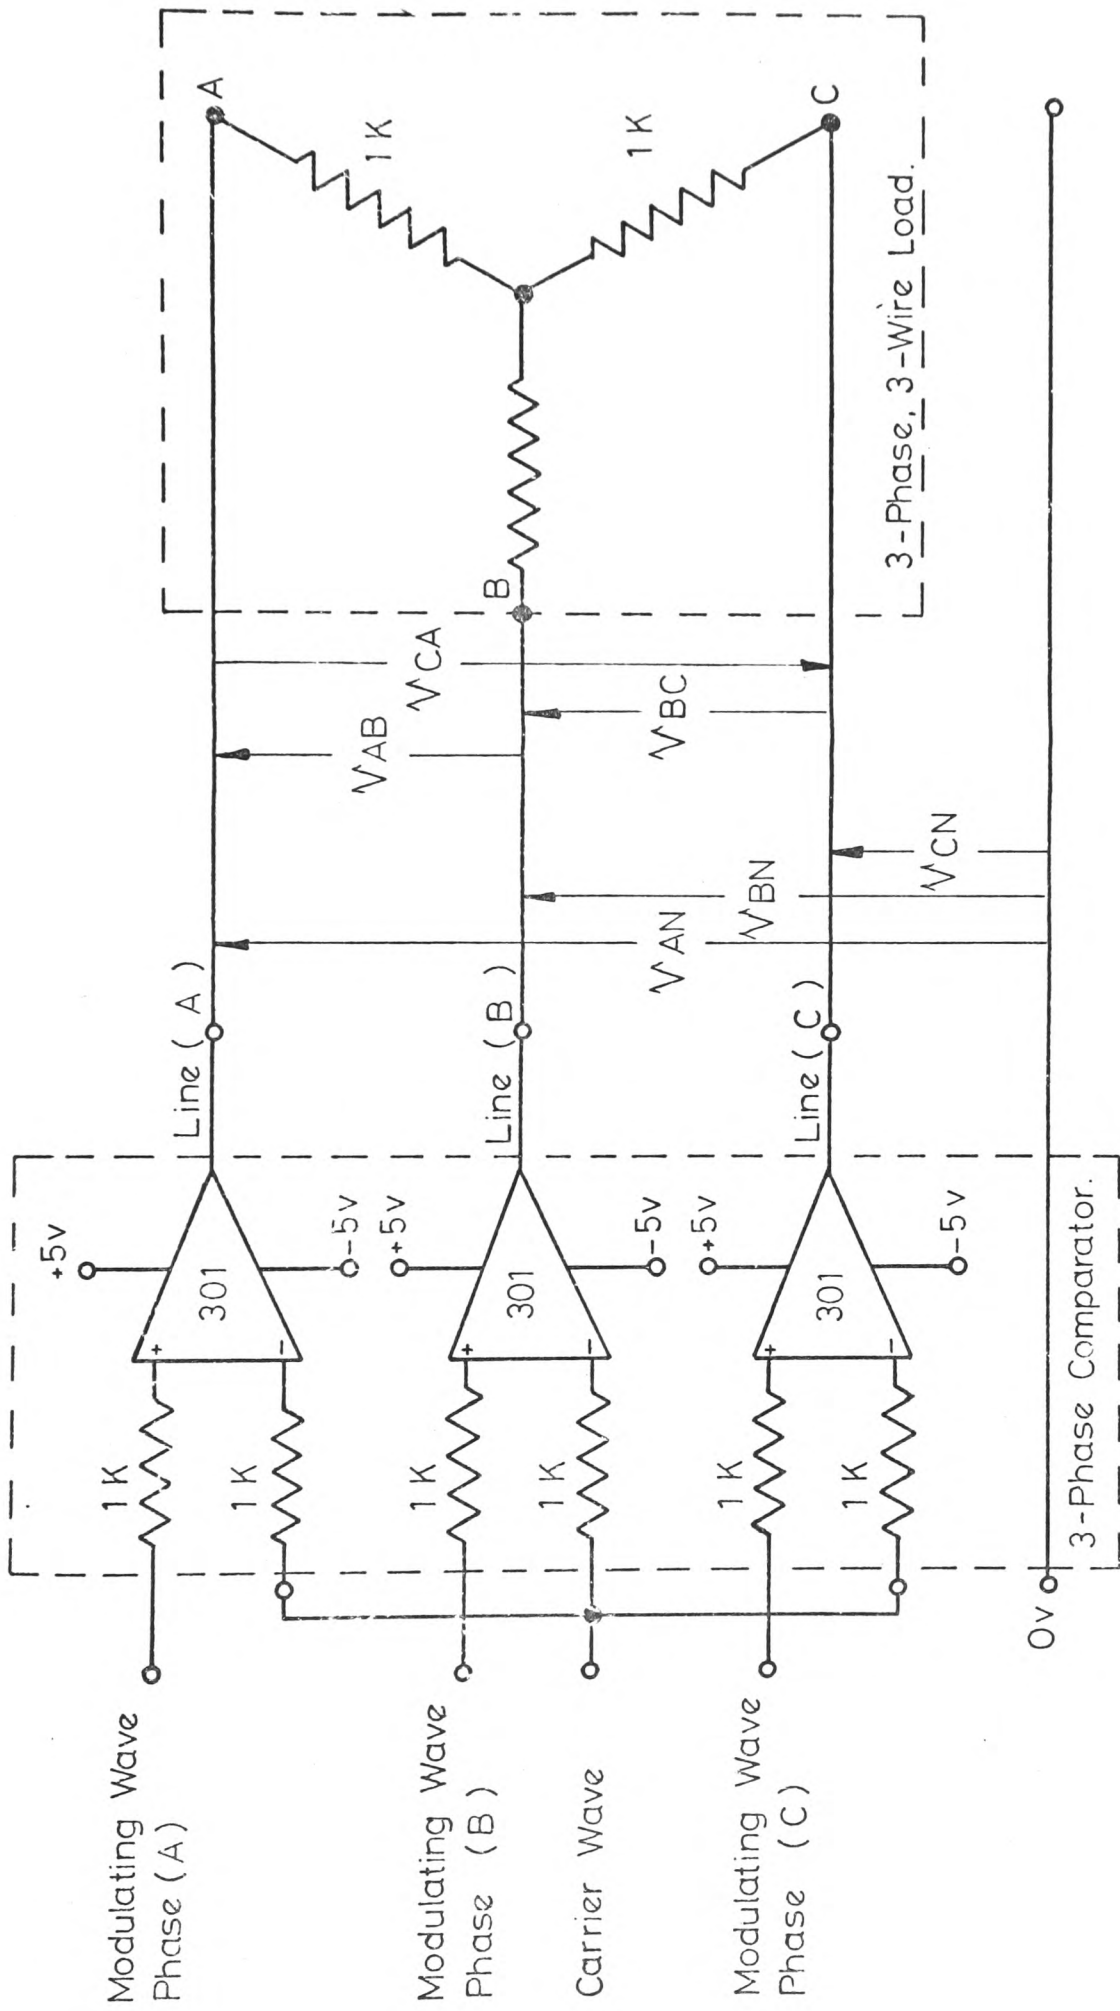 Modulating Wave
Phase (A)
1K
1K
+
-
301
+5v
-5v
Line (A)
Modulating Wave
Phase (B)
Carrier Wave
1K
1K
+
-
301
+5v
-5v
Line (B)
Modulating Wave
Phase (C)
1K
1K
+
-
301
+5v
-5v
Line (C)
0v
3-Phase Comparator.
VAN
VBN
VCN
VAB
VBC
VCA
A
B
C
1K
1K
3-Phase, 3-Wire Load.